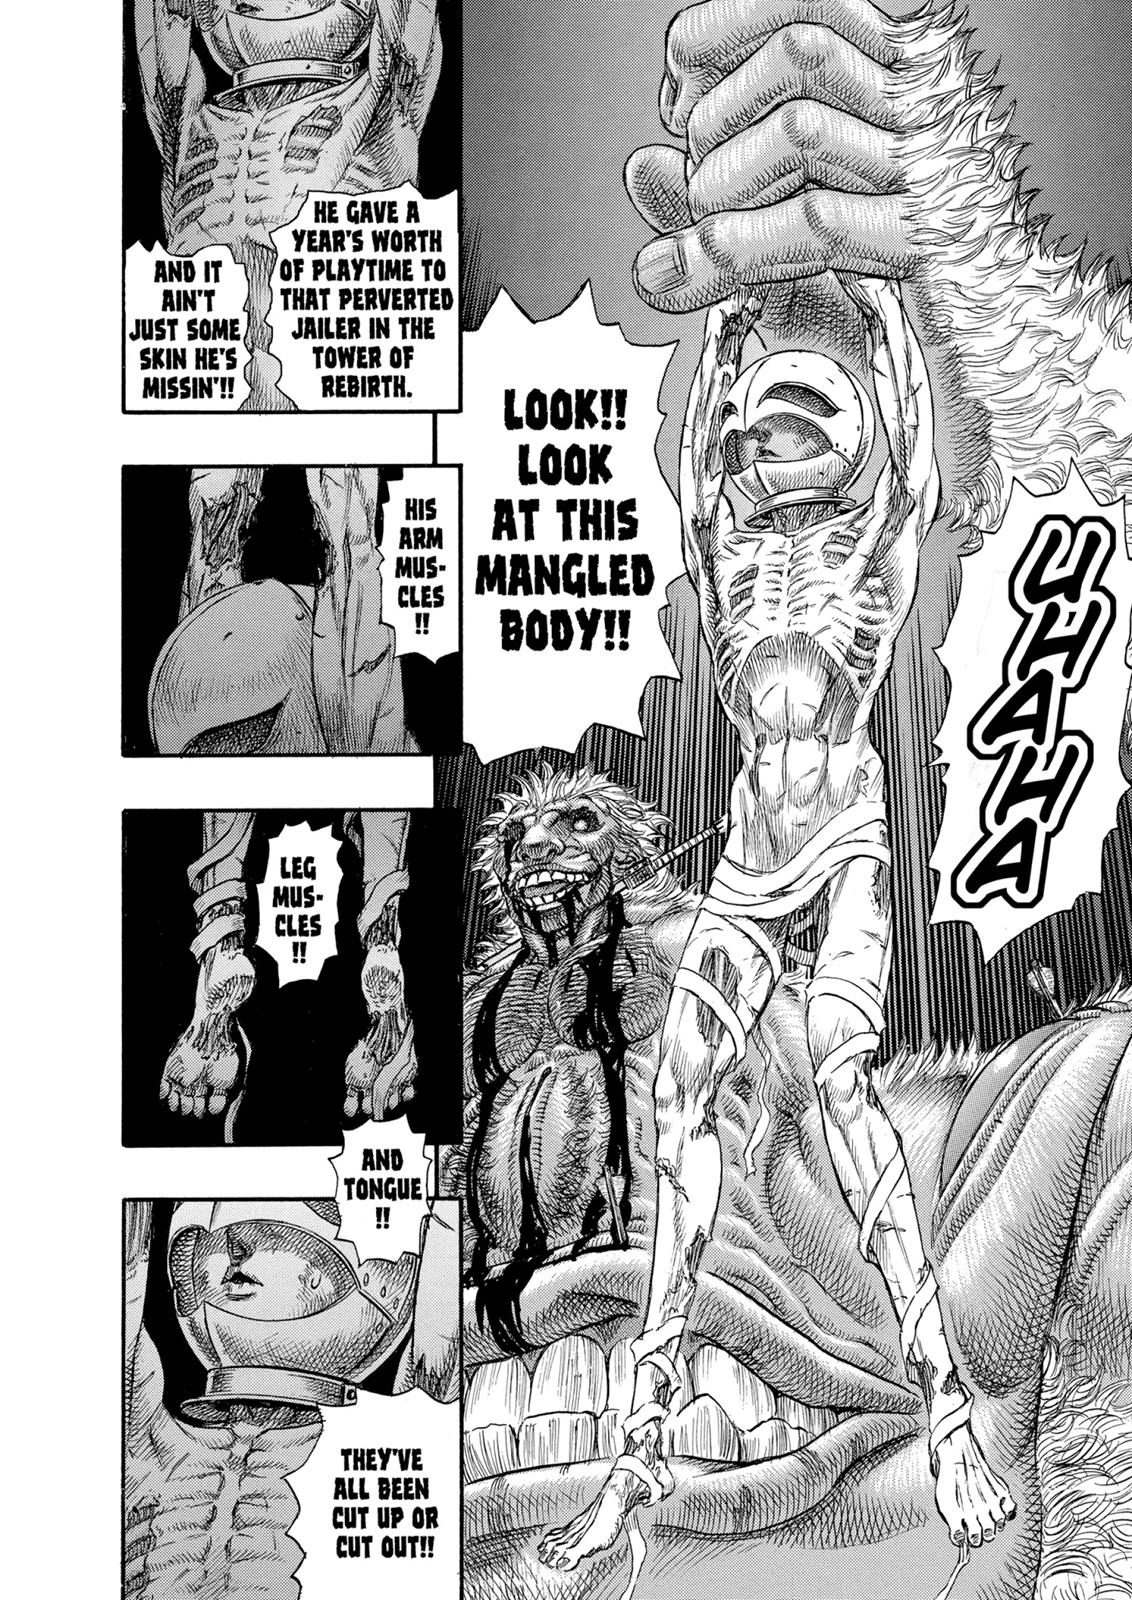 LOOK!!
LOOK
AT THIS
MANGLED
BODY!!
UHAHAHA
HE GAVE A
YEAR'S WORTH
OF PLAYTIME TO
THAT PERVERTED
JAILER IN THE
TOWER OF
REBIRTH.
AND IT
AIN'T
JUST SOME
SKIN HE'S
MISSIN'!!
HIS
ARM
MUS-
CLES
!!
LEG
MUS-
CLES
!!
AND
TONGUE
!!
THEY'VE
ALL BEEN
CUT UP OR
CUT OUT!!